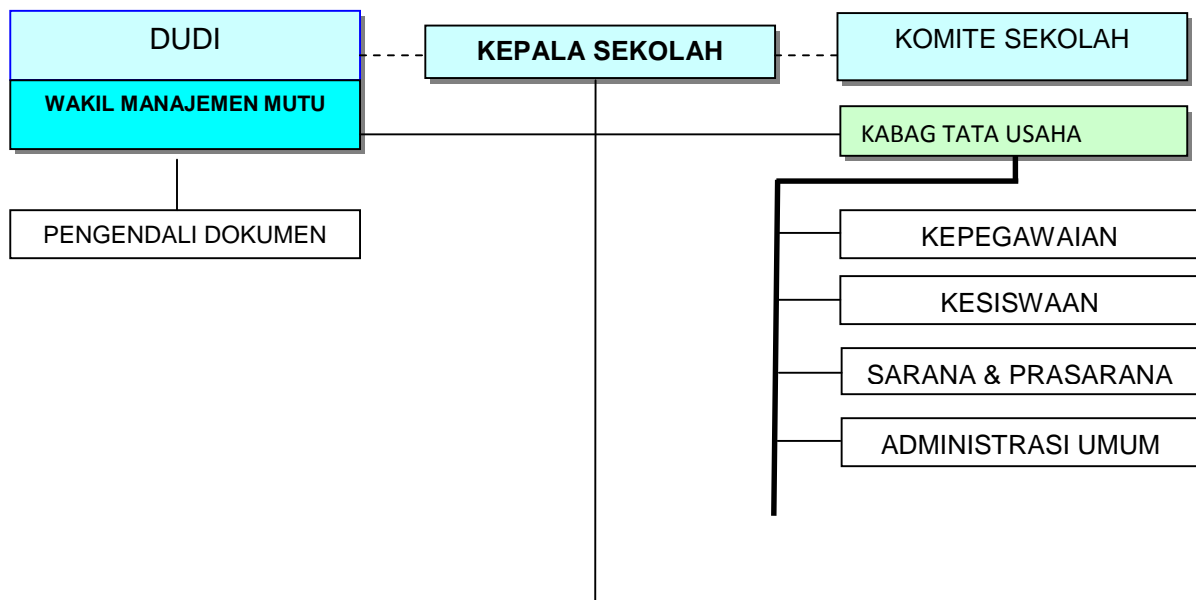 DUDI
KEPALA SEKOLAH
KOMITE SEKOLAH
WAKIL MANAJEMEN MUTU
KABAG TATA USAHA
PENGENDALI DOKUMEN
KEPEGAWAIAN
KESISWAAN
SARANA & PRASARANA
ADMINISTRASI UMUM